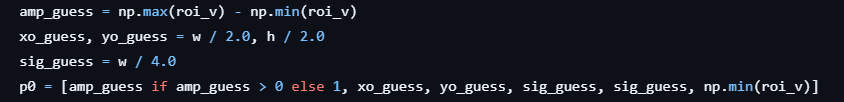 amp_guess = np.max(roi_v) - np.min(roi_v)
xo_guess, yo_guess = w / 2.0, h / 2.0
sig_guess = w / 4.0
p0 = [amp_guess if amp_guess > 0 else 1, xo_guess, yo_guess, sig_guess, sig_guess, np.min(roi_v)]